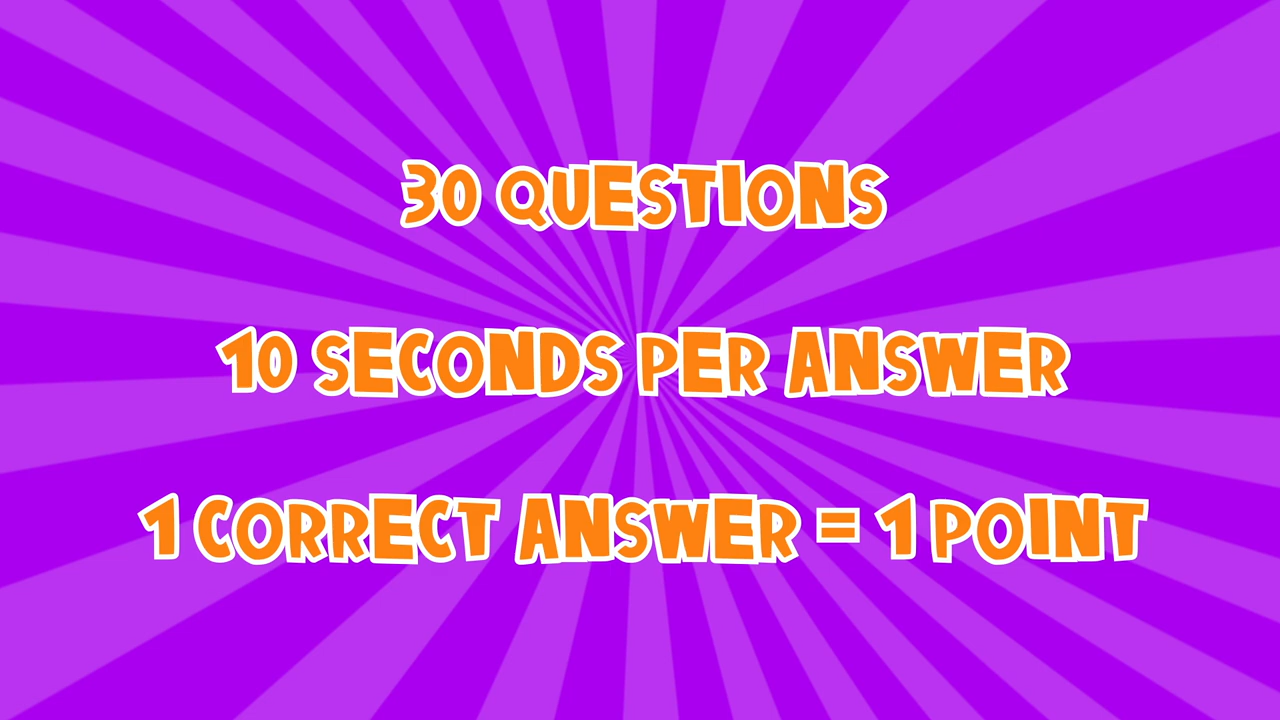 30 QUESTIONS
10 SECONDS PER ANSWER
1 CORRECT ANSWER = 1 POINT